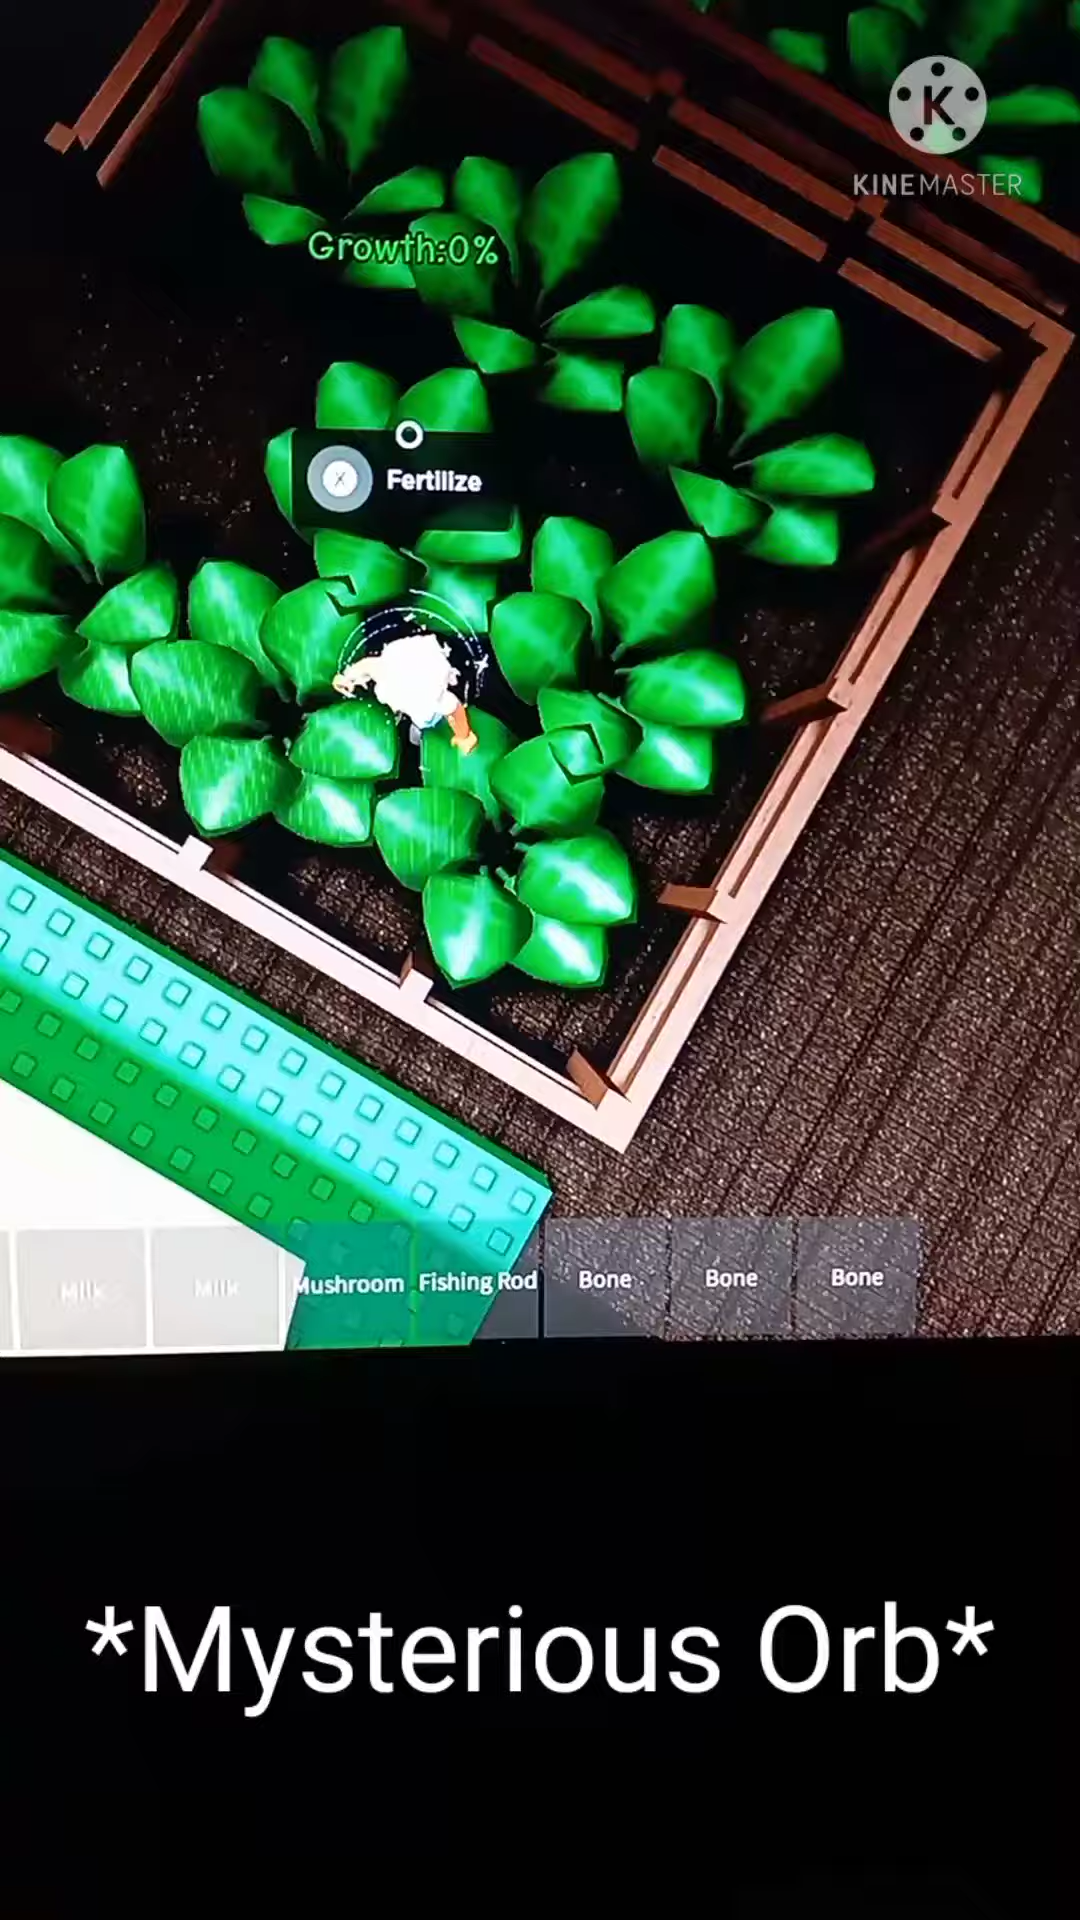 K
KINEMASTER
Growth:0%
X Fertilize
Milk Milk Mushroom Fishing Rod Bone Bone Bone
*Mysterious Orb*